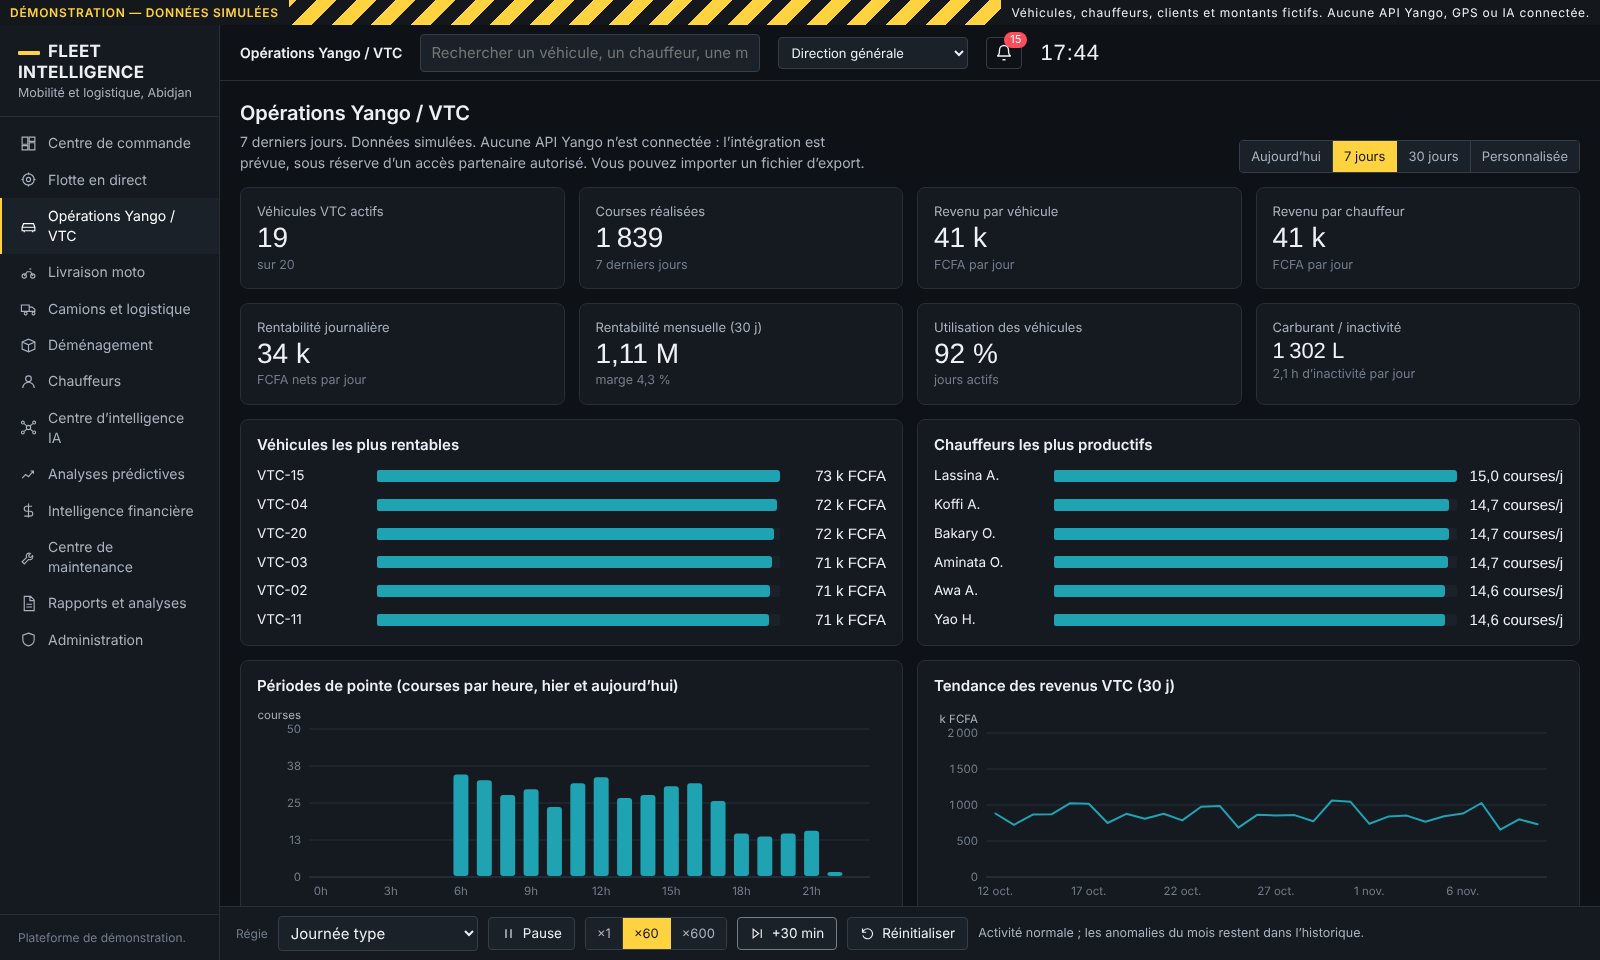 DÉMONSTRATION — DONNÉES SIMULÉES
Véhicules, chauffeurs, clients et montants fictifs. Aucune API Yango, GPS ou IA connectée.
FLEET
INTELLIGENCE
Mobilité et logistique, Abidjan
Opérations Yango / VTC
Rechercher un véhicule, un chauffeur, une m
Direction générale
15
17:44
Centre de commande
Flotte en direct
Opérations Yango /
VTC
Livraison moto
Camions et logistique
Déménagement
Chauffeurs
Centre d’intelligence
IA
Analyses prédictives
Intelligence financière
Centre de
maintenance
Rapports et analyses
Administration
Plateforme de démonstration.
Opérations Yango / VTC
7 derniers jours. Données simulées. Aucune API Yango n’est connectée : l’intégration est
prévue, sous réserve d’un accès partenaire autorisé. Vous pouvez importer un fichier d’export.
Aujourd’hui
7 jours
30 jours
Personnalisée
Véhicules VTC actifs
19
sur 20
Courses réalisées
1 839
7 derniers jours
Revenu par véhicule
41 k
FCFA par jour
Revenu par chauffeur
41 k
FCFA par jour
Rentabilité journalière
34 k
FCFA nets par jour
Rentabilité mensuelle (30 j)
1,11 M
marge 4,3 %
Utilisation des véhicules
92 %
jours actifs
Carburant / inactivité
1 302 L
2,1 h d’inactivité par jour
Véhicules les plus rentables
VTC-15 73 k FCFA
VTC-04 72 k FCFA
VTC-20 72 k FCFA
VTC-03 71 k FCFA
VTC-02 71 k FCFA
VTC-11 71 k FCFA
Chauffeurs les plus productifs
Lassina A. 15,0 courses/j
Koffi A. 14,7 courses/j
Bakary O. 14,7 courses/j
Aminata O. 14,7 courses/j
Awa A. 14,6 courses/j
Yao H. 14,6 courses/j
Périodes de pointe (courses par heure, hier et aujourd’hui)
courses
50
38
25
13
0
0h 3h 6h 9h 12h 15h 18h 21h
Tendance des revenus VTC (30 j)
k FCFA
2 000
1 500
1 000
500
0
12 oct. 17 oct. 22 oct. 27 oct. 1 nov. 6 nov.
Régie
Journée type
Pause
×1
×60
×600
+30 min
Réinitialiser
Activité normale ; les anomalies du mois restent dans l’historique.